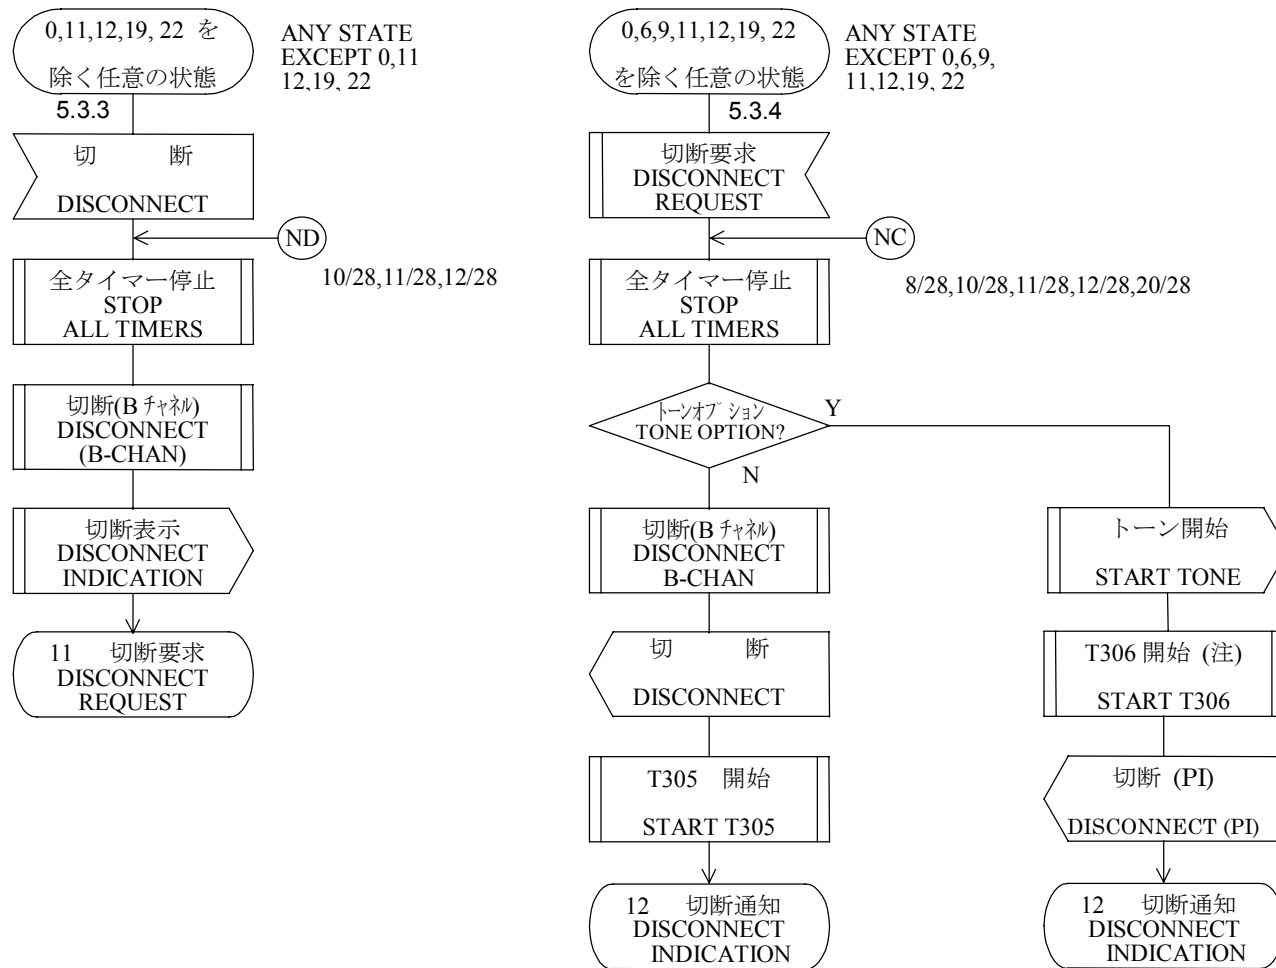 0,11,12,19, 22 を
除く任意の状態
ANY STATE
EXCEPT 0,11
12,19, 22
5.3.3
切 断
DISCONNECT
ND
10/28,11/28,12/28
全タイマー停止
STOP
ALL TIMERS
切断(B チャネル)
DISCONNECT
(B-CHAN)
切断表示
DISCONNECT
INDICATION
11 切断要求
DISCONNECT
REQUEST
0,6,9,11,12,19, 22
を除く任意の状態
ANY STATE
EXCEPT 0,6,9,
11,12,19, 22
5.3.4
切断要求
DISCONNECT
REQUEST
NC
8/28,10/28,11/28,12/28,20/28
全タイマー停止
STOP
ALL TIMERS
トーンオプション
TONE OPTION?
Y
N
切断(B チャネル)
DISCONNECT
B-CHAN
切 断
DISCONNECT
T305 開始
START T305
12 切断通知
DISCONNECT
INDICATION
トーン開始
START TONE
T306 開始 (注)
START T306
切断 (PI)
DISCONNECT (PI)
12 切断通知
DISCONNECT
INDICATION